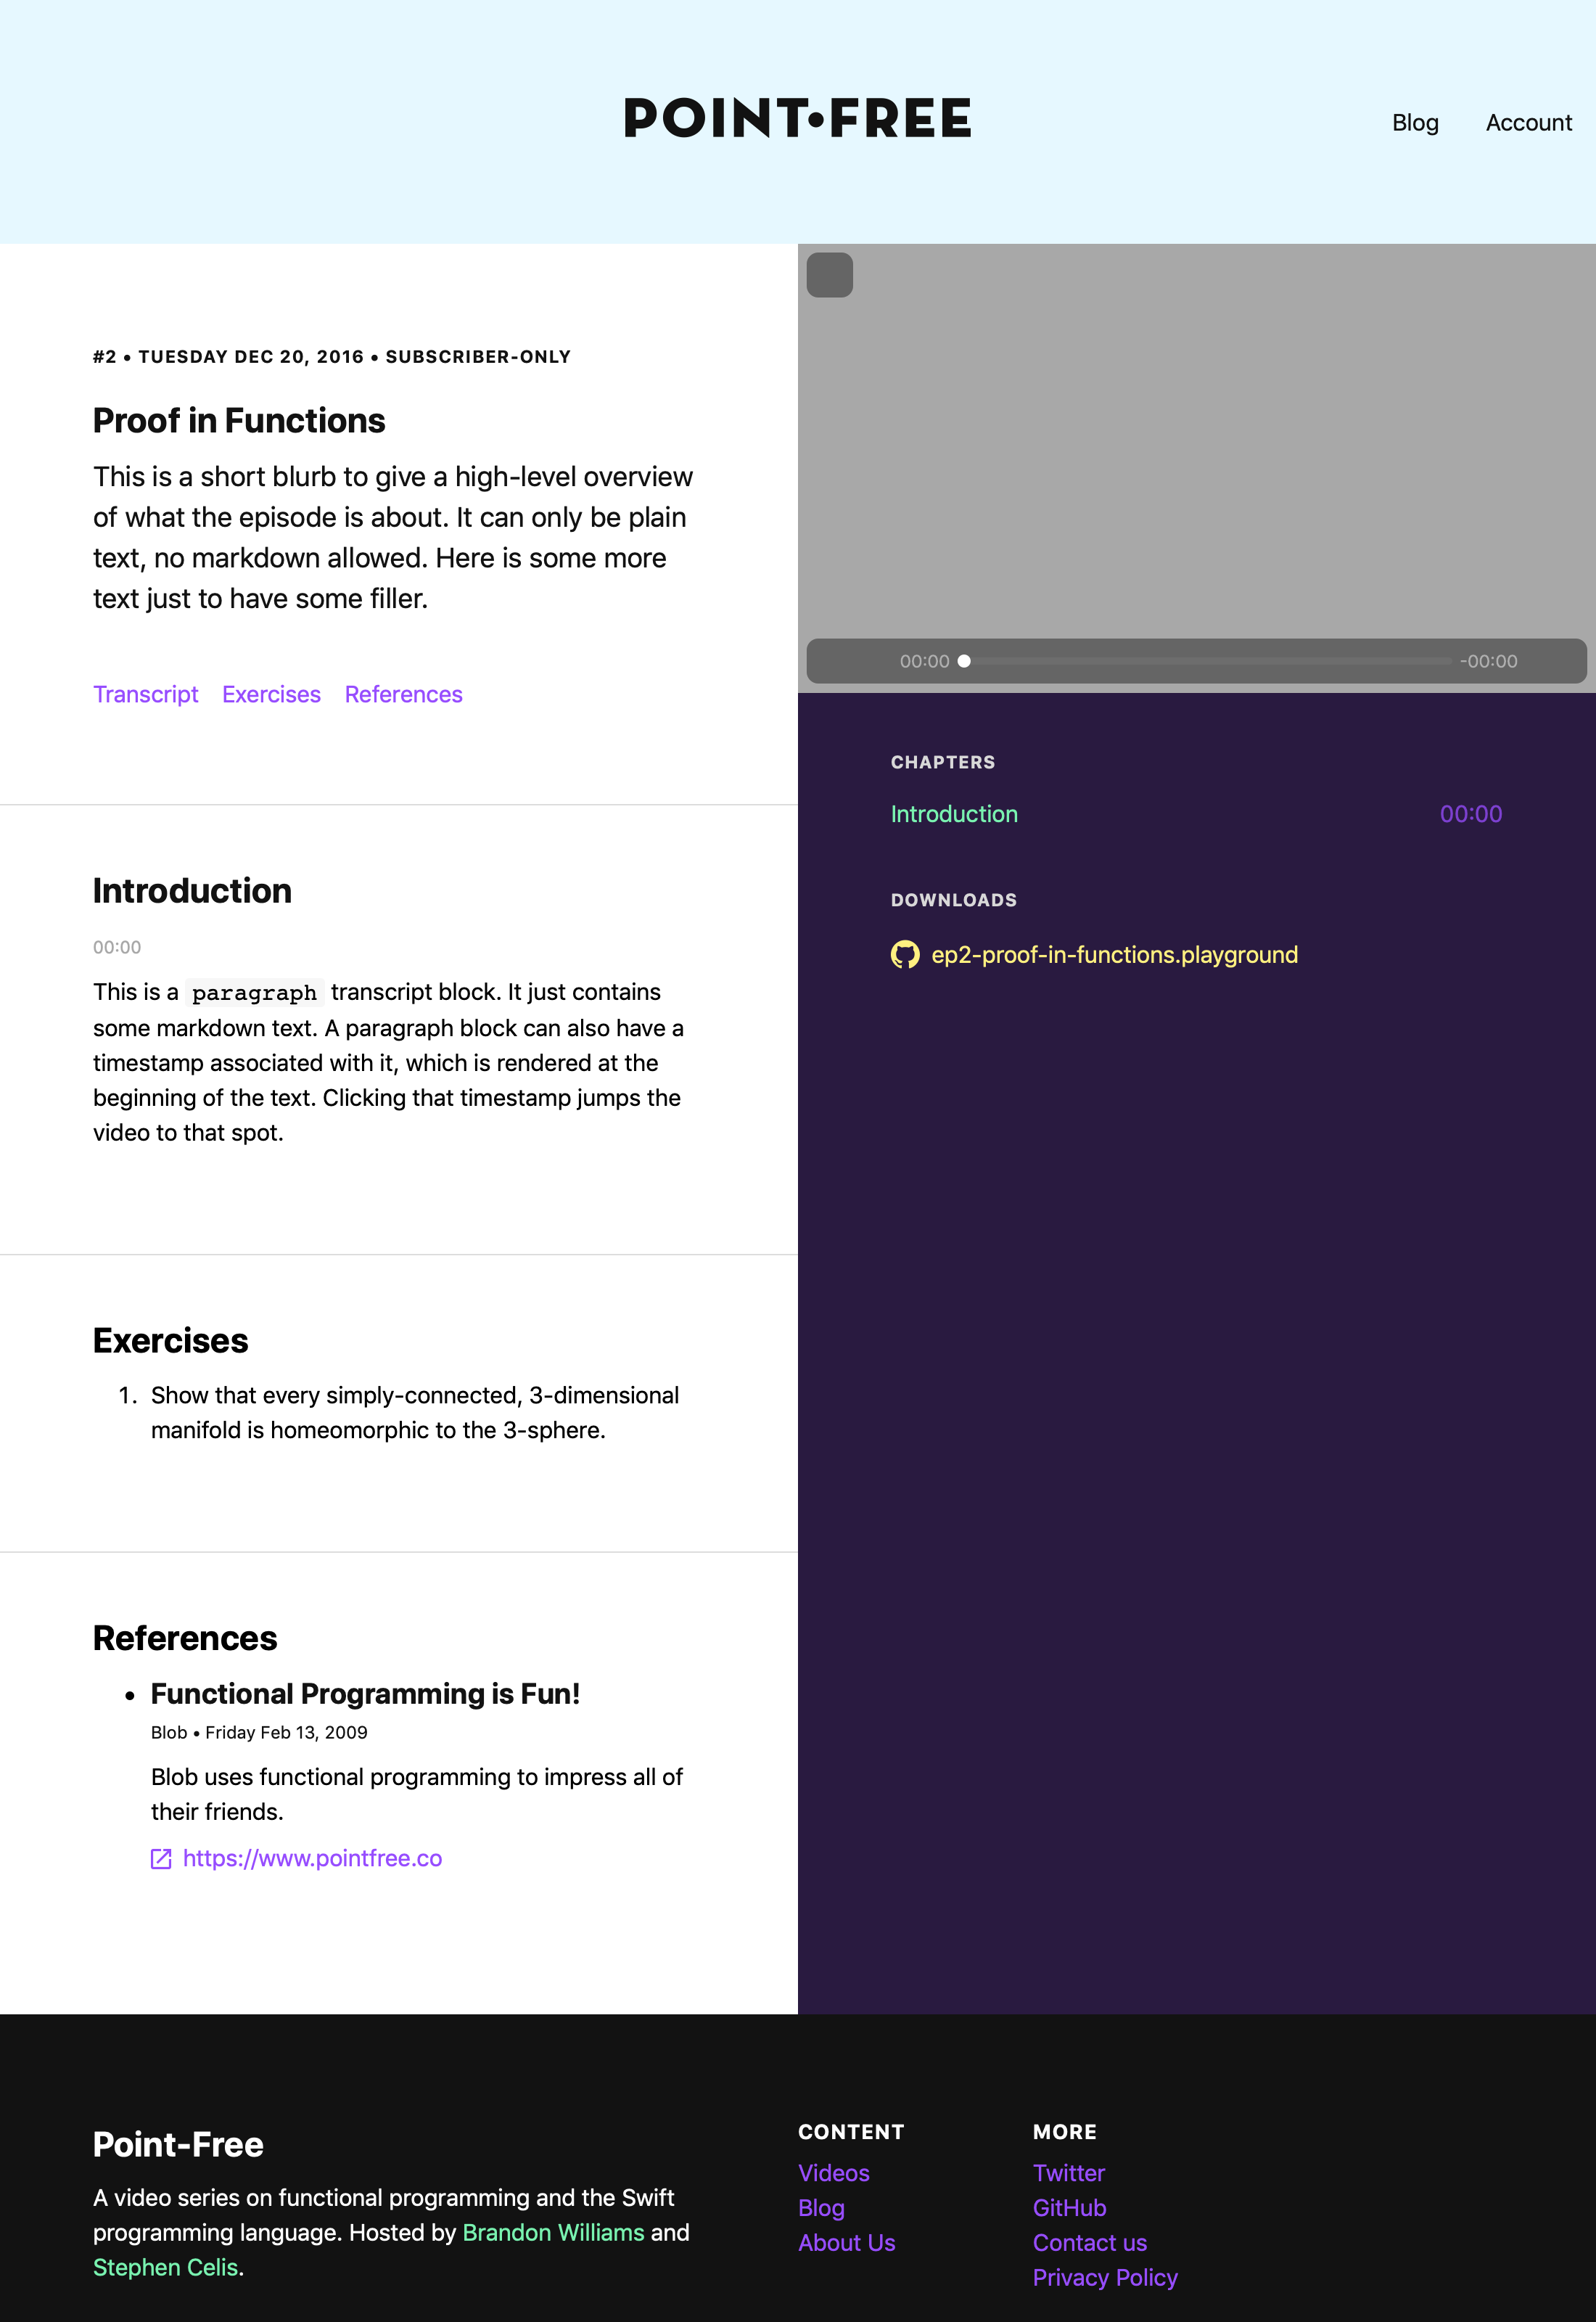 POINT•FREE
Blog
Account
#2 • TUESDAY DEC 20, 2016 • SUBSCRIBER-ONLY
Proof in Functions
This is a short blurb to give a high-level overview
of what the episode is about. It can only be plain
text, no markdown allowed. Here is some more
text just to have some filler.
Transcript Exercises References
00:00 -00:00
CHAPTERS
Introduction 00:00
DOWNLOADS
ep2-proof-in-functions.playground
Introduction
00:00
This is a paragraph transcript block. It just contains
some markdown text. A paragraph block can also have a
timestamp associated with it, which is rendered at the
beginning of the text. Clicking that timestamp jumps the
video to that spot.
Exercises
1. Show that every simply-connected, 3-dimensional
manifold is homeomorphic to the 3-sphere.
References
• Functional Programming is Fun!
Blob • Friday Feb 13, 2009
Blob uses functional programming to impress all of
their friends.
https://www.pointfree.co
Point-Free
A video series on functional programming and the Swift
programming language. Hosted by Brandon Williams and
Stephen Celis.
CONTENT
Videos
Blog
About Us
MORE
Twitter
GitHub
Contact us
Privacy Policy